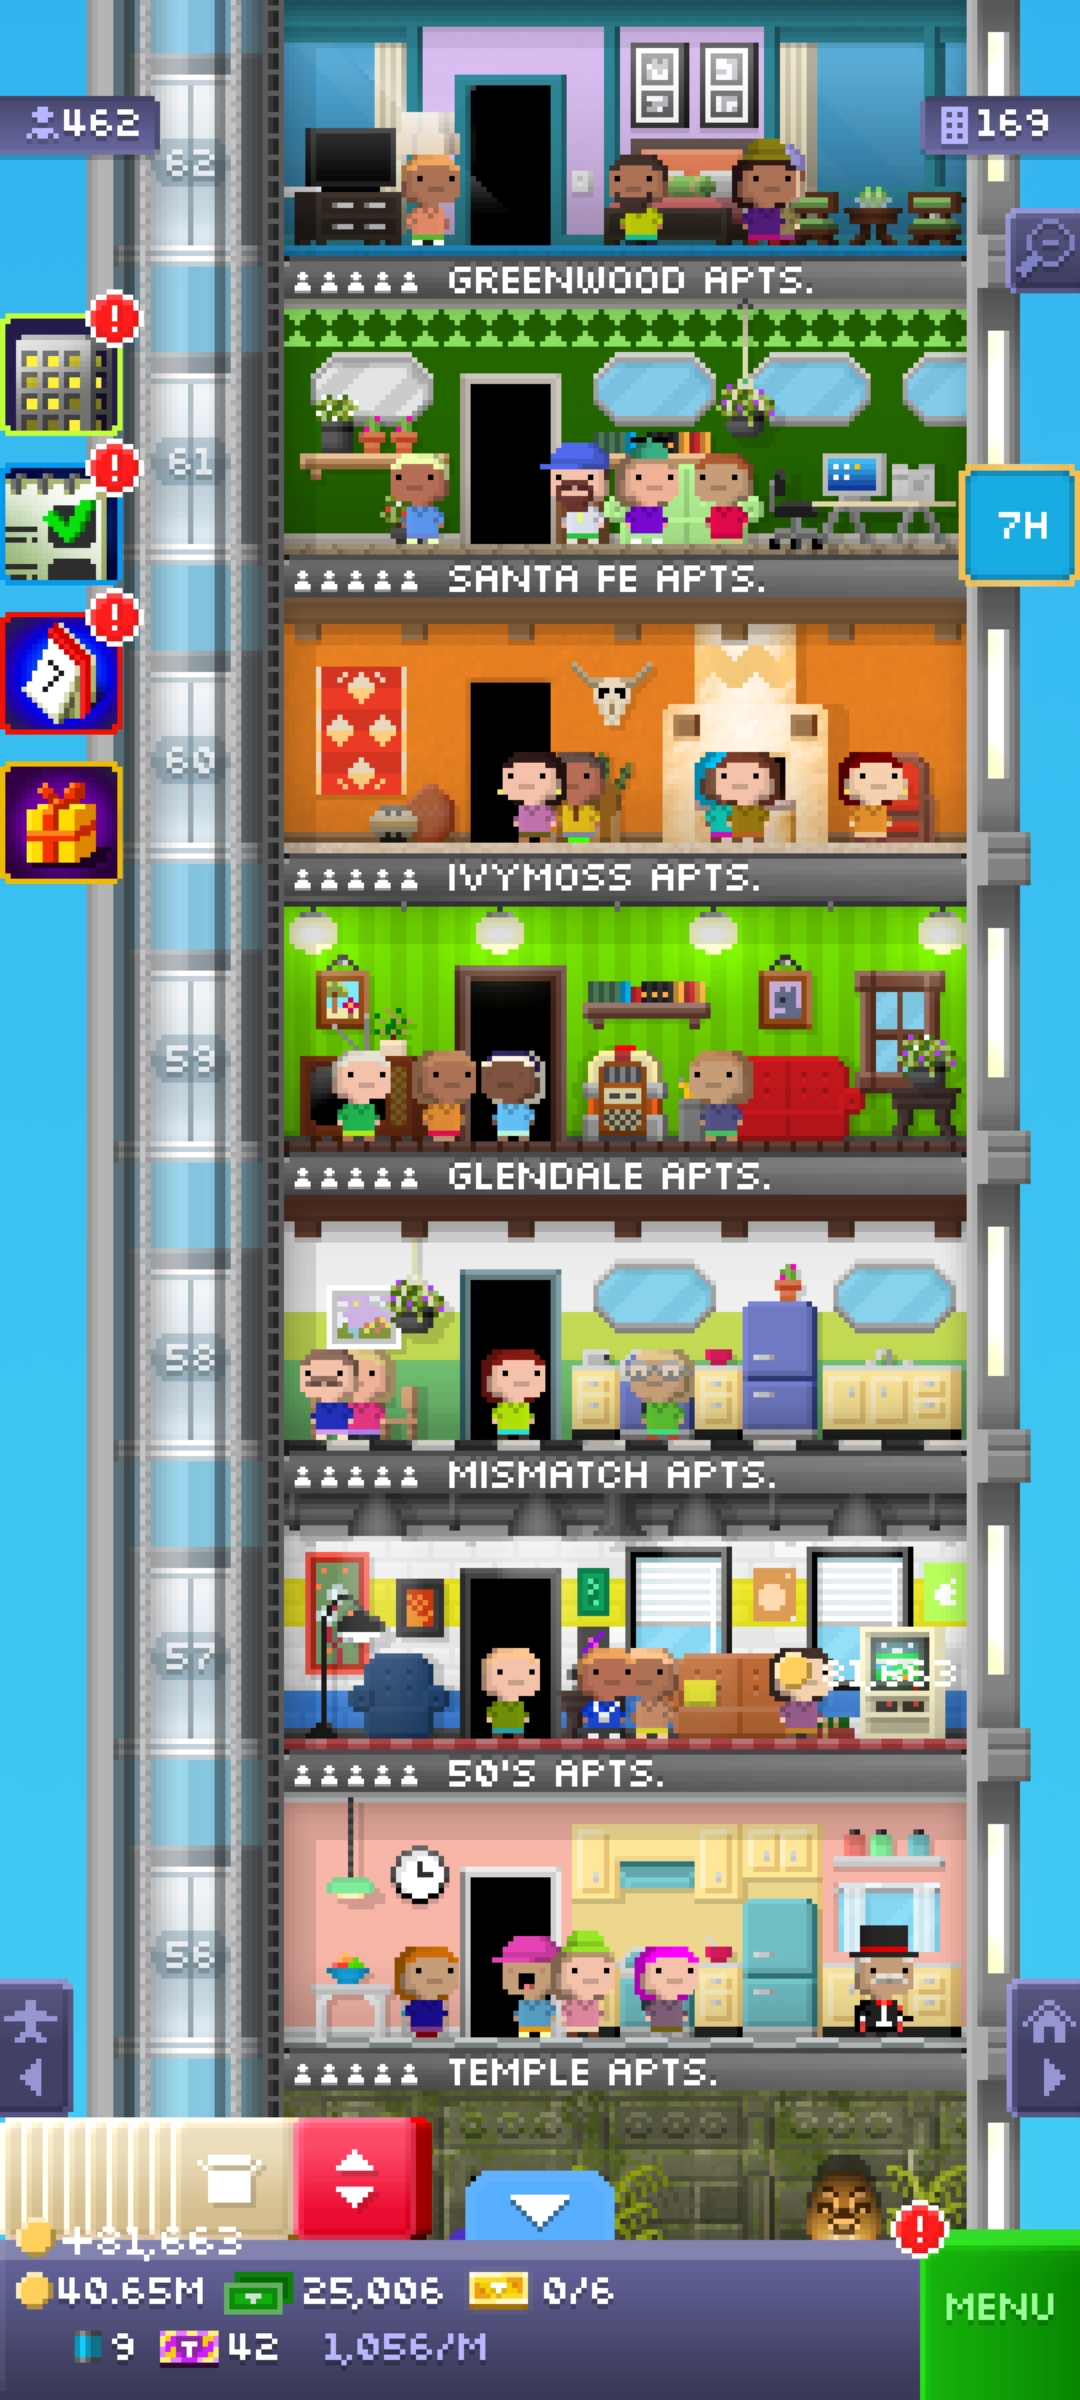 462
169
62
GREENWOOD APTS.
61
7H
SANTA FE APTS.
60
IVYMOSS APTS.
59
GLENDALE APTS.
58
MISMATCH APTS.
57
50'S APTS.
56
TEMPLE APTS.
+81,663
40.65M 25,006 0/6
MENU
9 T 42 1,056/M